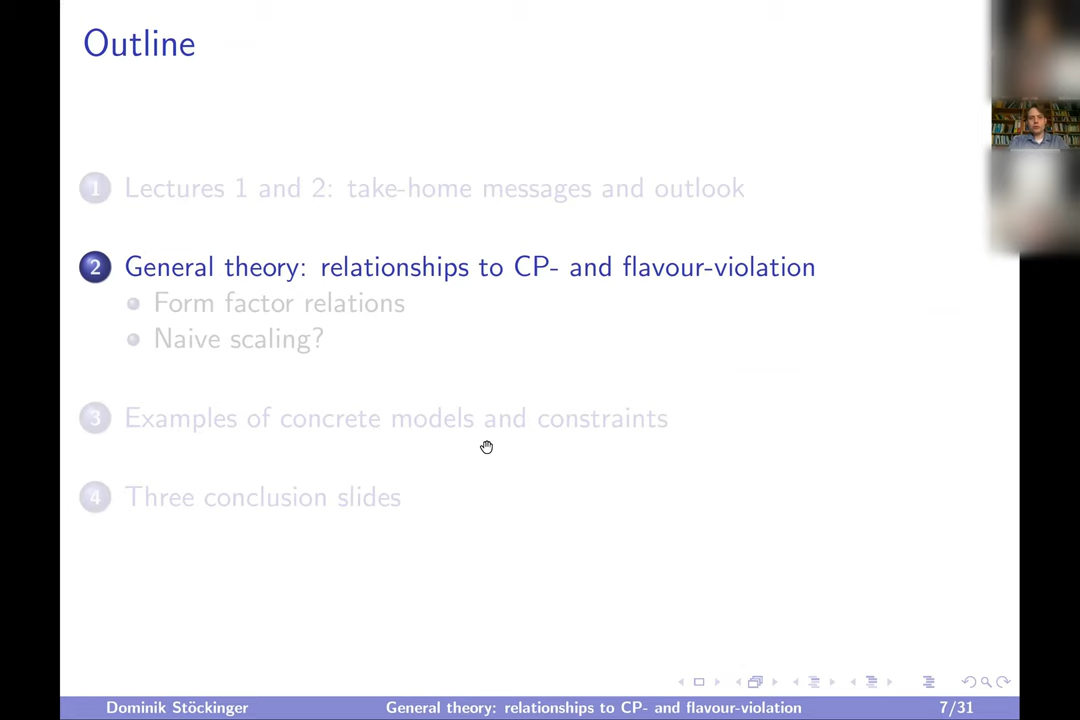 Outline
1 Lectures 1 and 2: take-home messages and outlook
2 General theory: relationships to CP- and flavour-violation
Form factor relations
Naive scaling?
3 Examples of concrete models and constraints
4 Three conclusion slides
Dominik Stöckinger General theory: relationships to CP- and flavour-violation 7/31